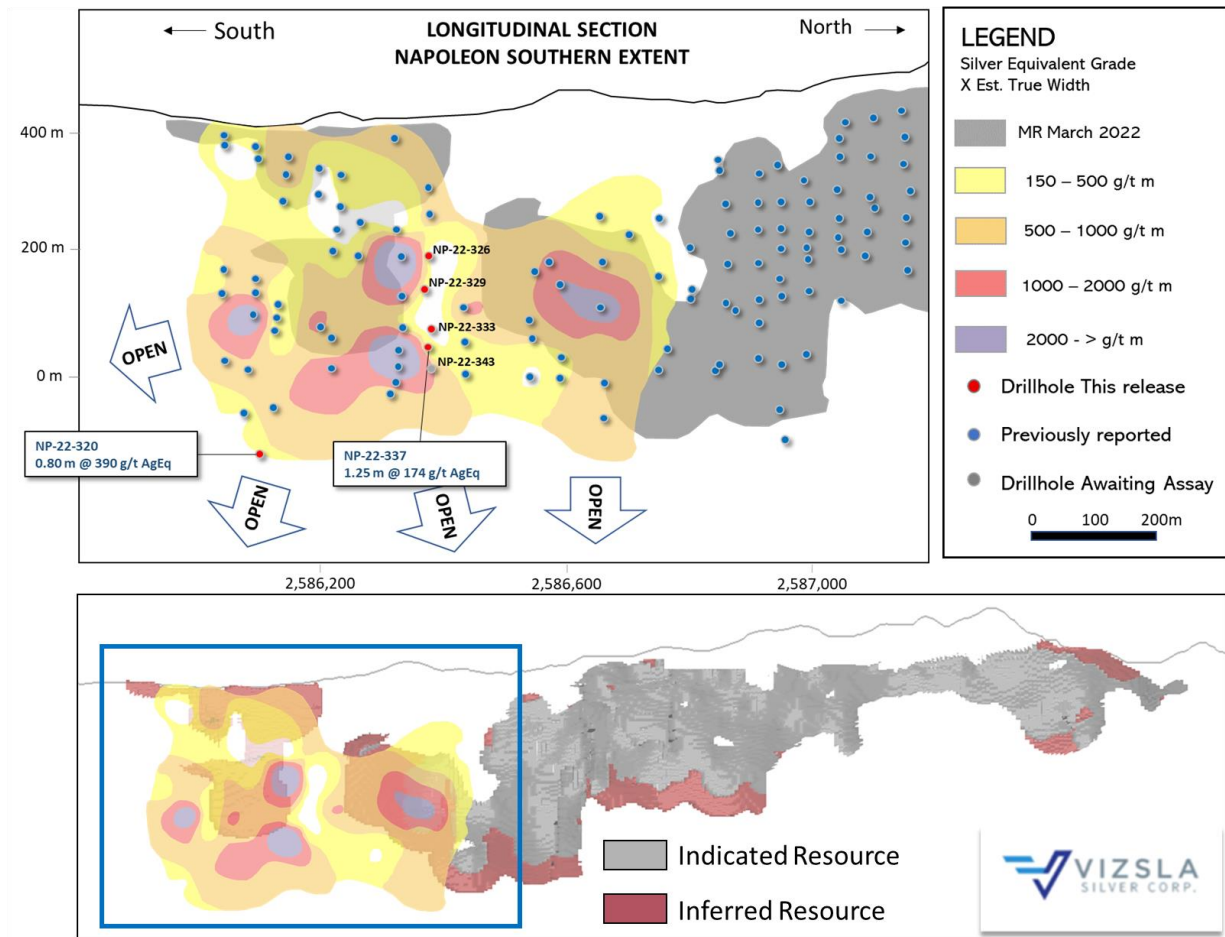 South
LONGITUDINAL SECTION
NAPOLEON SOUTHERN EXTENT
North
400 m
200 m
0 m
NP-22-326
NP-22-329
NP-22-333
NP-22-343
OPEN
NP-22-320
0.80 m @ 390 g/t AgEq
NP-22-337
1.25 m @ 174 g/t AgEq
OPEN
OPEN
OPEN
2,586,200
2,586,600
2,587,000
LEGEND
Silver Equivalent Grade
X Est. True Width
MR March 2022
150 – 500 g/t m
500 – 1000 g/t m
1000 – 2000 g/t m
2000 - > g/t m
Drillhole This release
Previously reported
Drillhole Awaiting Assay
0 100 200m
Indicated Resource
Inferred Resource
VIZSLA
SILVER CORP.